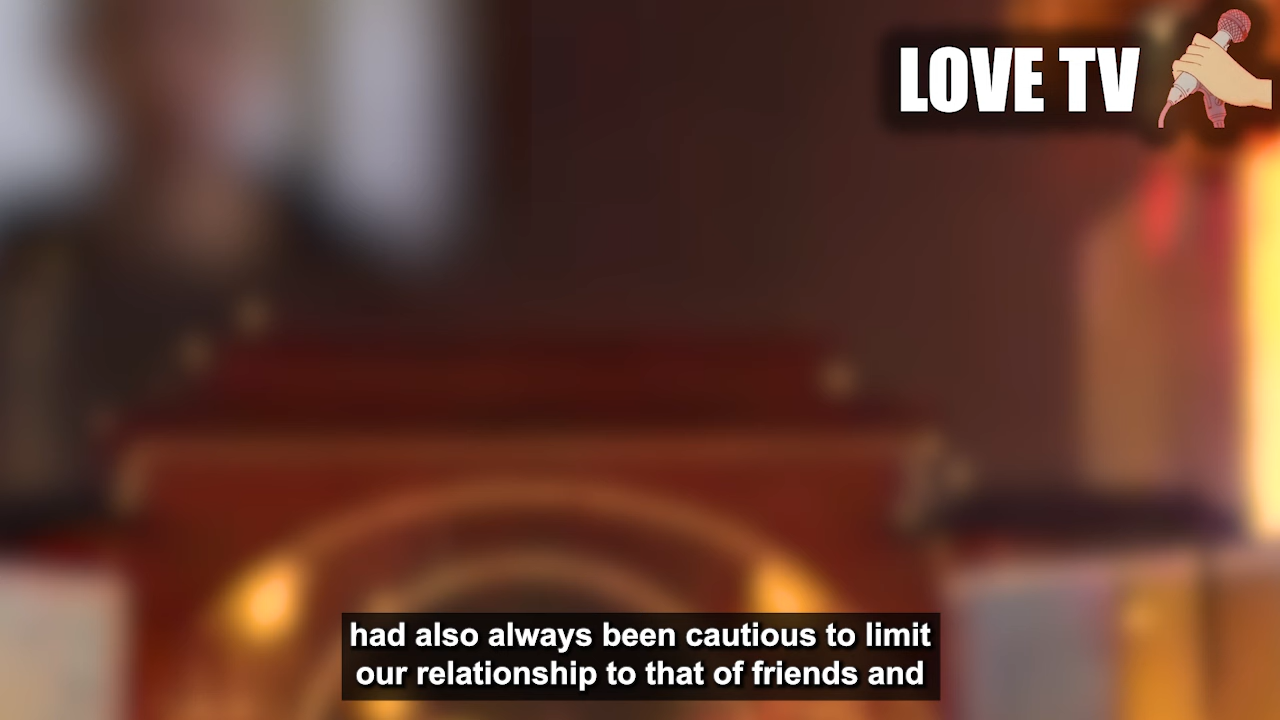 LOVE TV
had also always been cautious to limit
our relationship to that of friends and